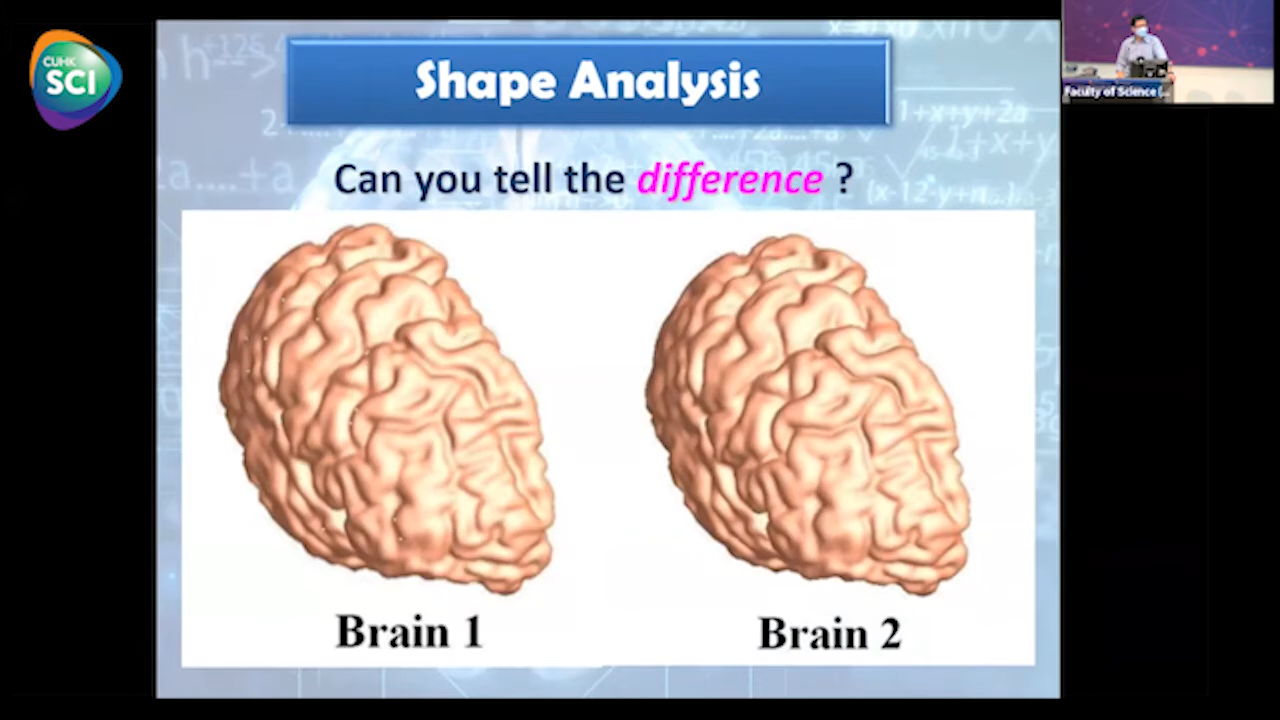 CUHK
SCI
Shape Analysis
Can you tell the difference ?
Brain 1
Brain 2
Faculty of Science (...